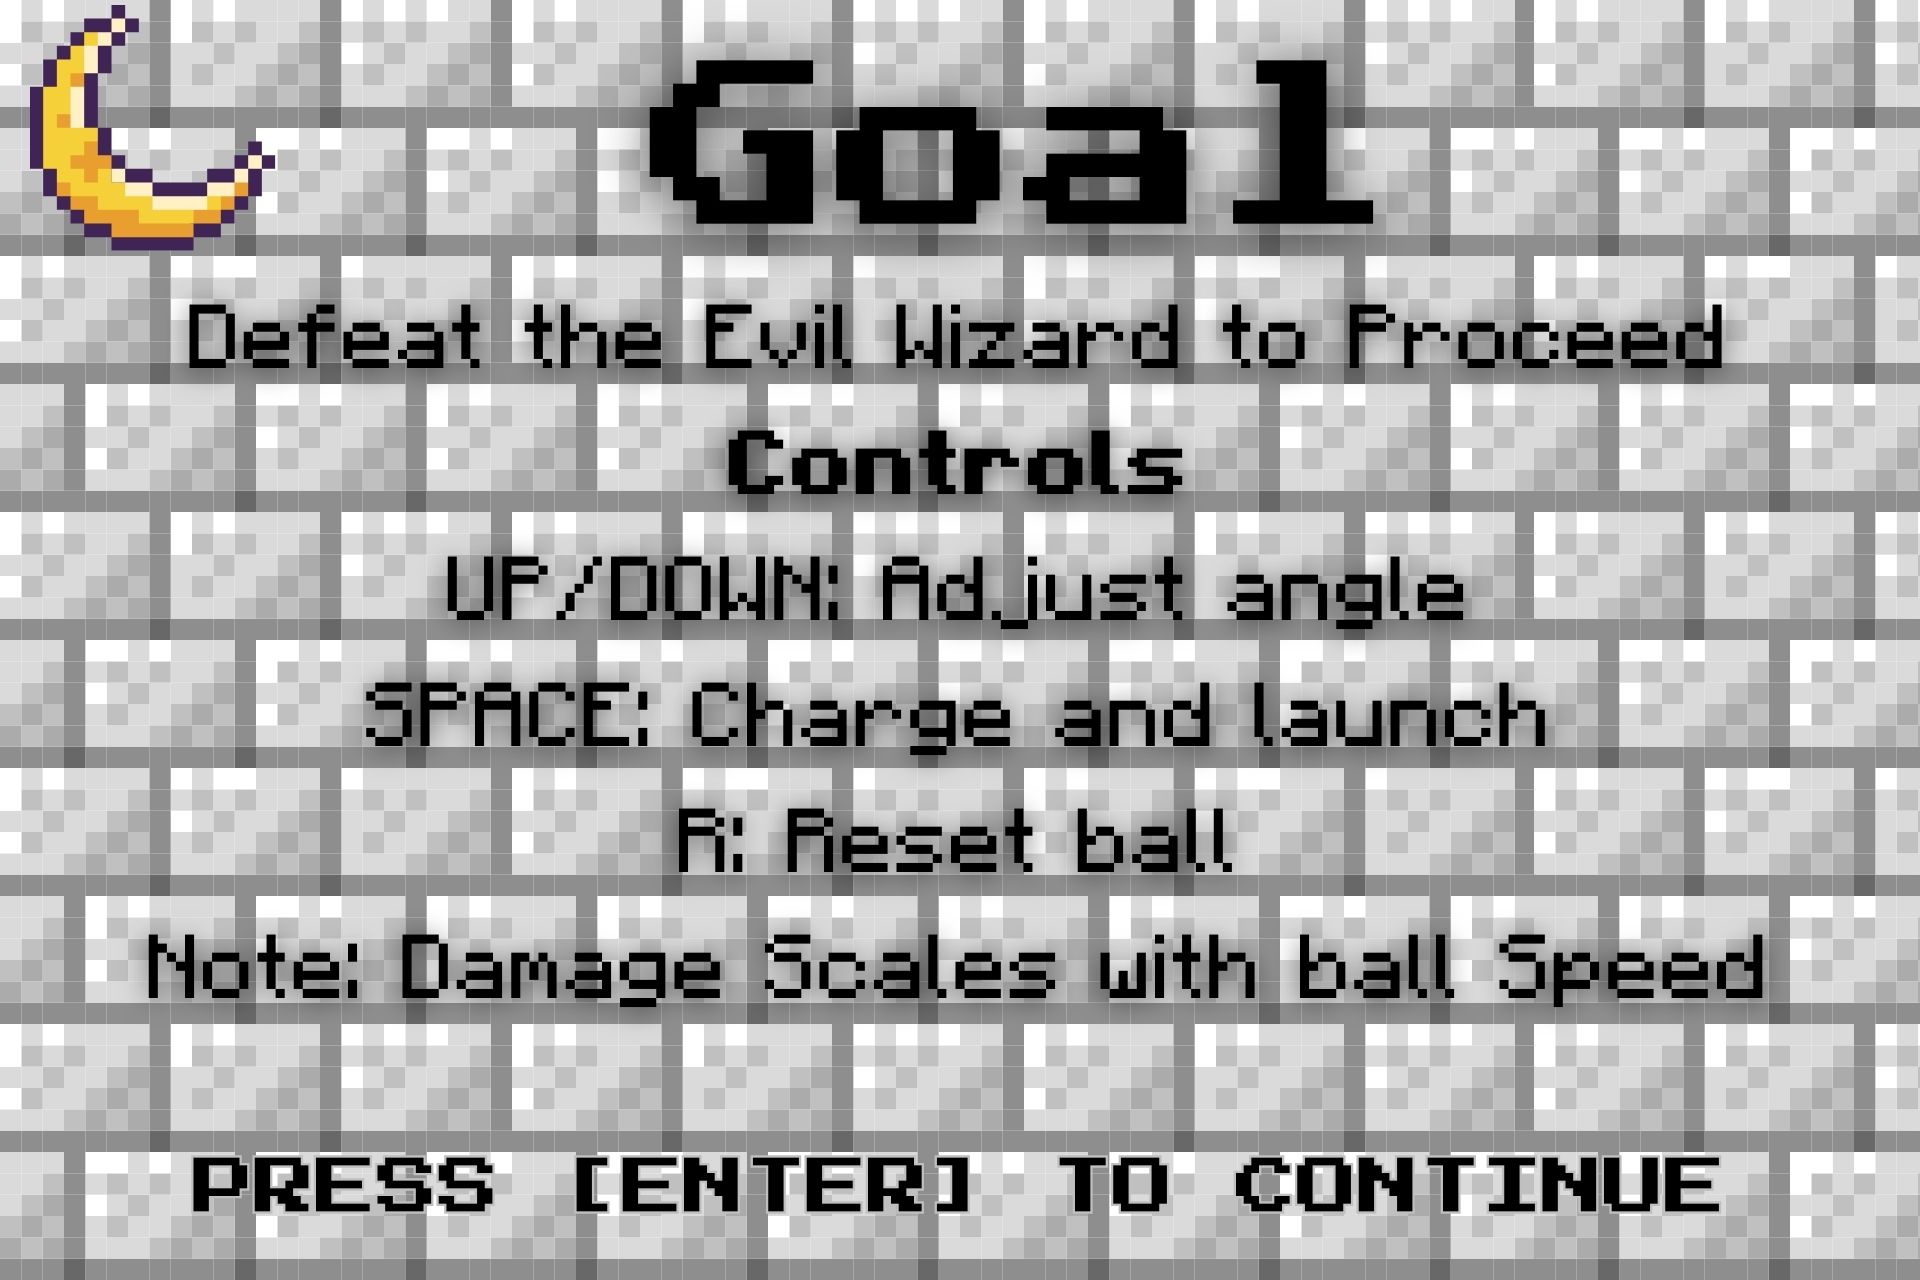 Goal
Defeat the Evil Wizard to Proceed
Controls
UP/DOWN: Adjust angle
SPACE: Charge and launch
R: Reset ball
Note: Damage Scales with ball Speed
PRESS [ENTER] TO CONTINUE